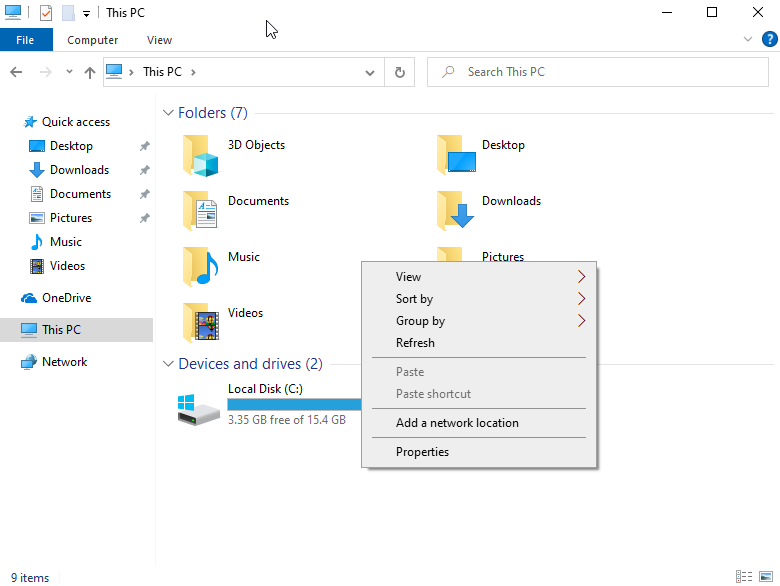 This PC
File Computer View
This PC
Search This PC
Quick access
Desktop
Downloads
Documents
Pictures
Music
Videos
OneDrive
This PC
Network
Folders (7)
3D Objects
Desktop
Documents
Downloads
Music
Pictures
Videos
Devices and drives (2)
Local Disk (C:)
3.35 GB free of 15.4 GB
View
Sort by
Group by
Refresh
Paste
Paste shortcut
Add a network location
Properties
9 items